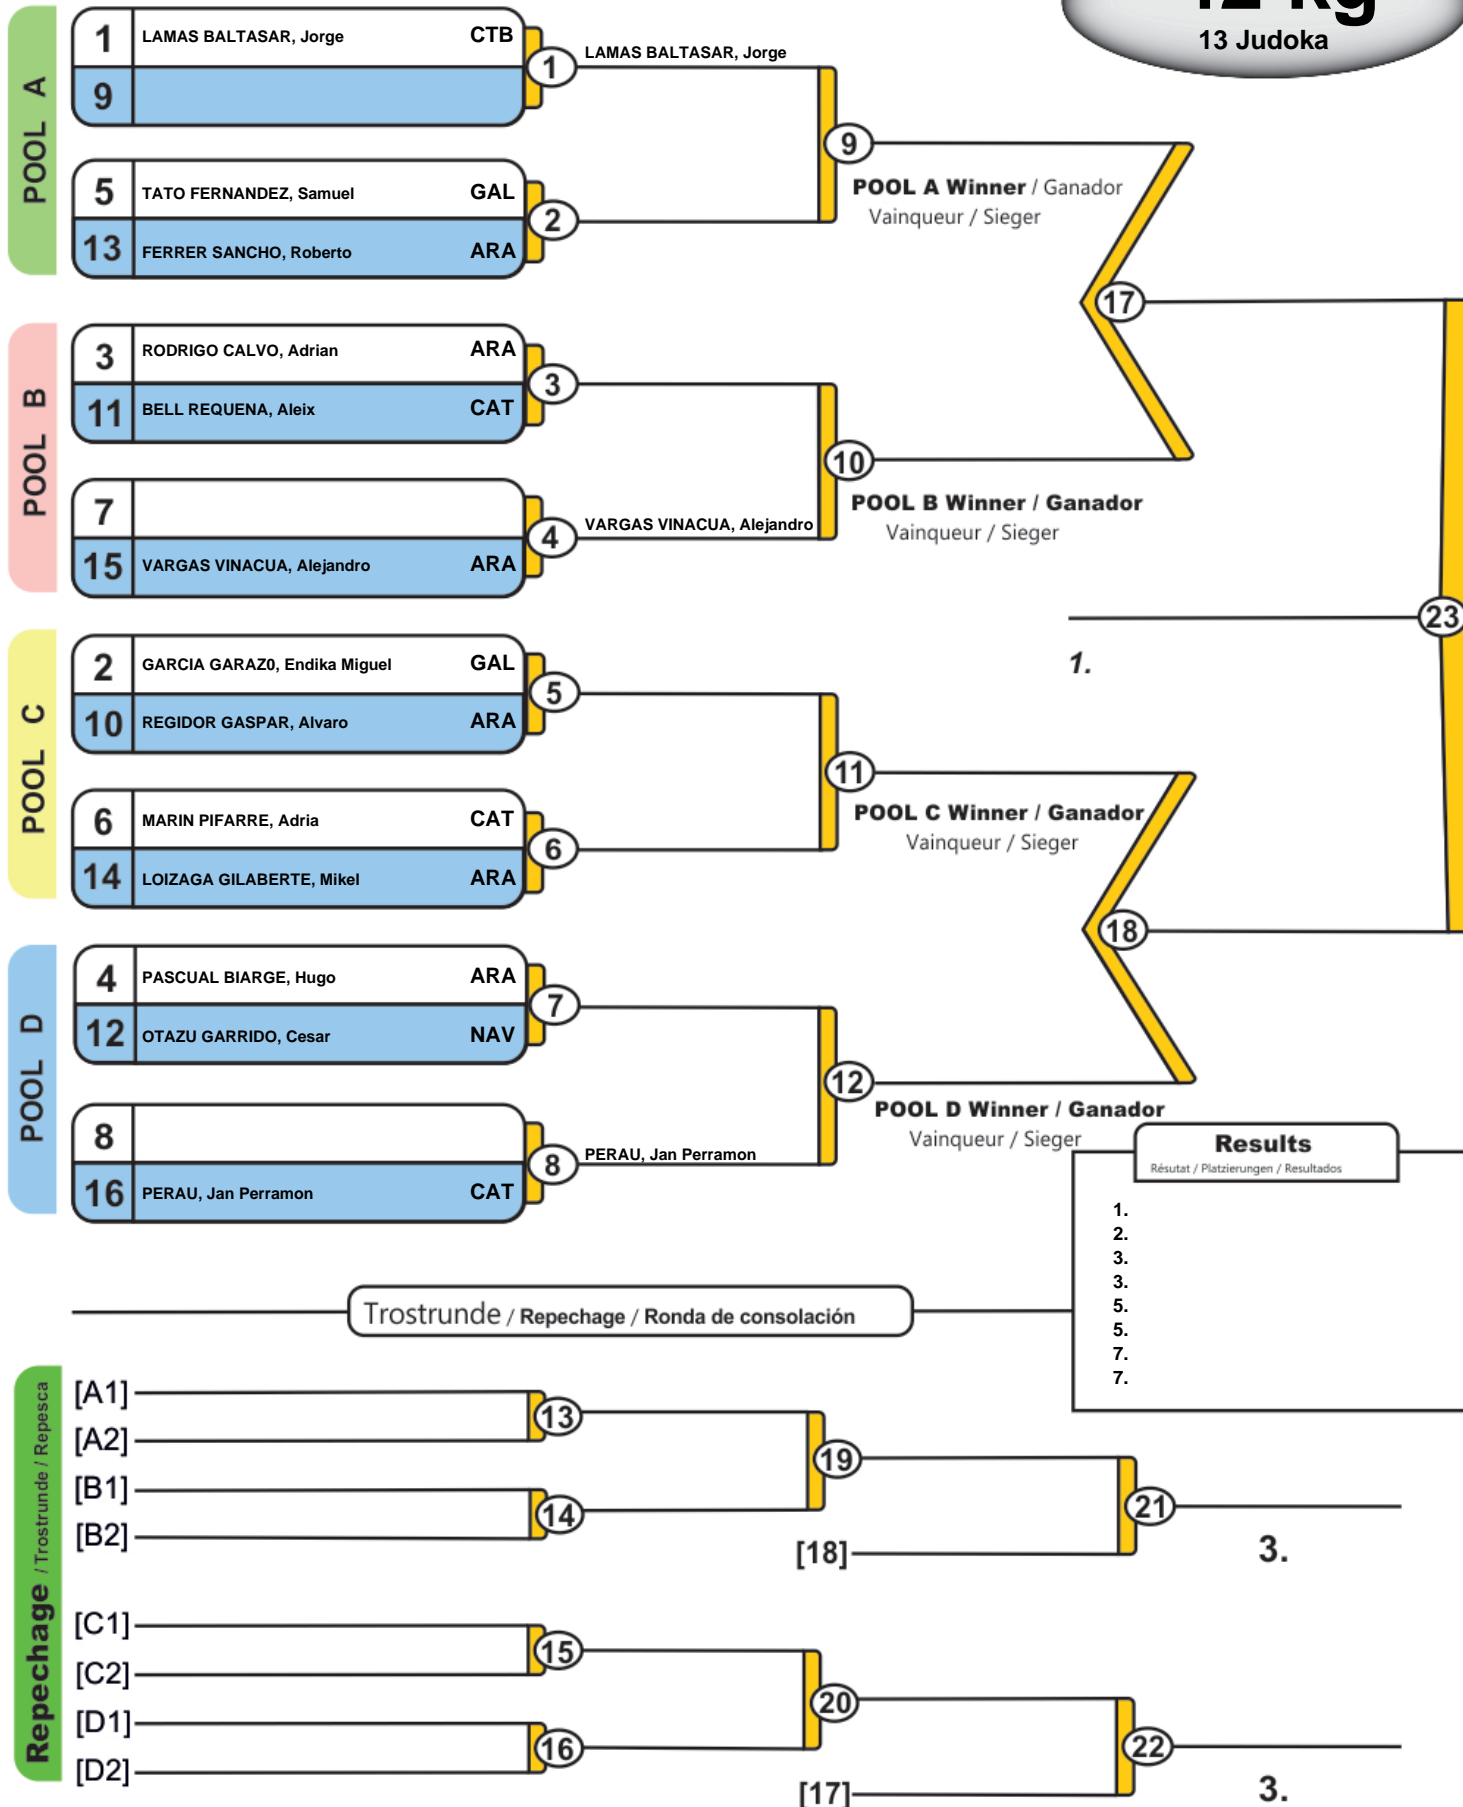 kg
13 Judoka
POOL A
1 LAMAS BALTASAR, Jorge CTB
9
1
LAMAS BALTASAR, Jorge
5 TATO FERNANDEZ, Samuel GAL
13 FERRER SANCHO, Roberto ARA
2
9
POOL A Winner / Ganador
Vainqueur / Sieger
17
POOL B
3 RODRIGO CALVO, Adrian ARA
11 BELL REQUENA, Aleix CAT
3
7
15 VARGAS VINACUA, Alejandro ARA
4
VARGAS VINACUA, Alejandro
10
POOL B Winner / Ganador
Vainqueur / Sieger
23
1.
POOL C
2 GARCIA GARAZ0, Endika Miguel GAL
10 REGIDOR GASPAR, Alvaro ARA
5
6 MARIN PIFARRE, Adria CAT
14 LOIZAGA GILABERTE, Mikel ARA
6
11
POOL C Winner / Ganador
Vainqueur / Sieger
18
POOL D
4 PASCUAL BIARGE, Hugo ARA
12 OTAZU GARRIDO, Cesar NAV
7
8
16 PERAU, Jan Perramon CAT
8
PERAU, Jan Perramon
12
POOL D Winner / Ganador
Vainqueur / Sieger
Results
Résutat / Platzierungen / Resultados
1.
2.
3.
3.
5.
5.
7.
7.
Trostrunde / Repechage / Ronda de consolación
Repechage / Trostrunde / Repesca
[A1]
[A2]
13
[B1]
[B2]
14
19
[18]
21
3.
[C1]
[C2]
15
[D1]
[D2]
16
20
[17]
22
3.